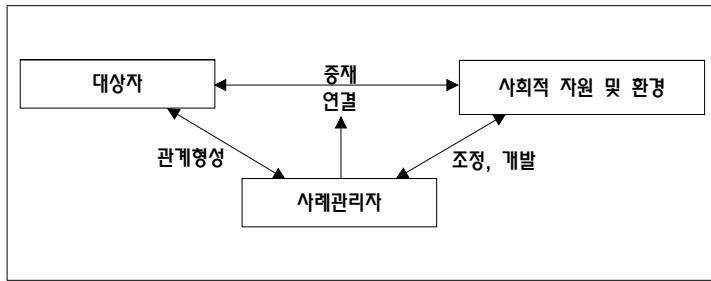 중재
대상자
사회적 자원 및 환경
연결
관계형성
조정, 개발
사례관리자